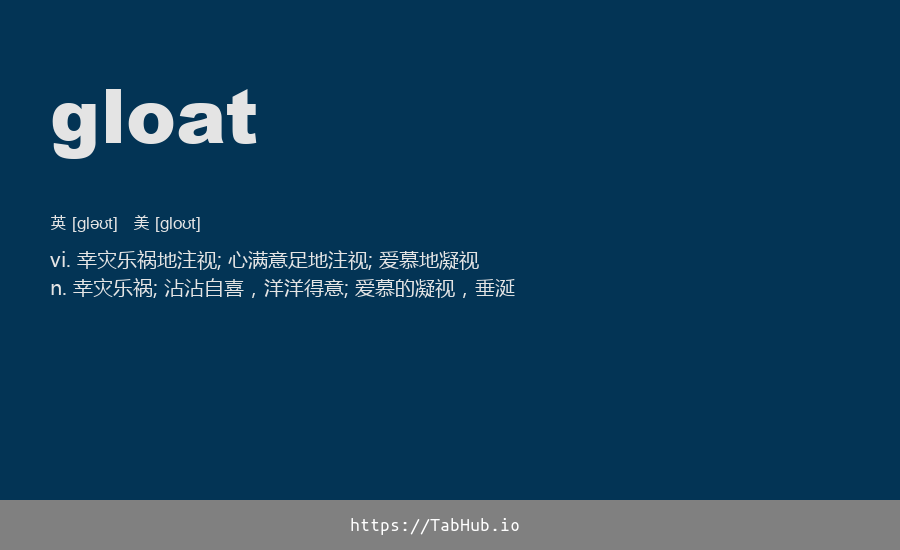 gloat
英 [gləʊt] 美 [gloʊt]
vi. 幸灾乐祸地注视; 心满意足地注视; 爱慕地凝视
n. 幸灾乐祸; 沾沾自喜，洋洋得意; 爱慕的凝视，垂涎
https://TabHub.io